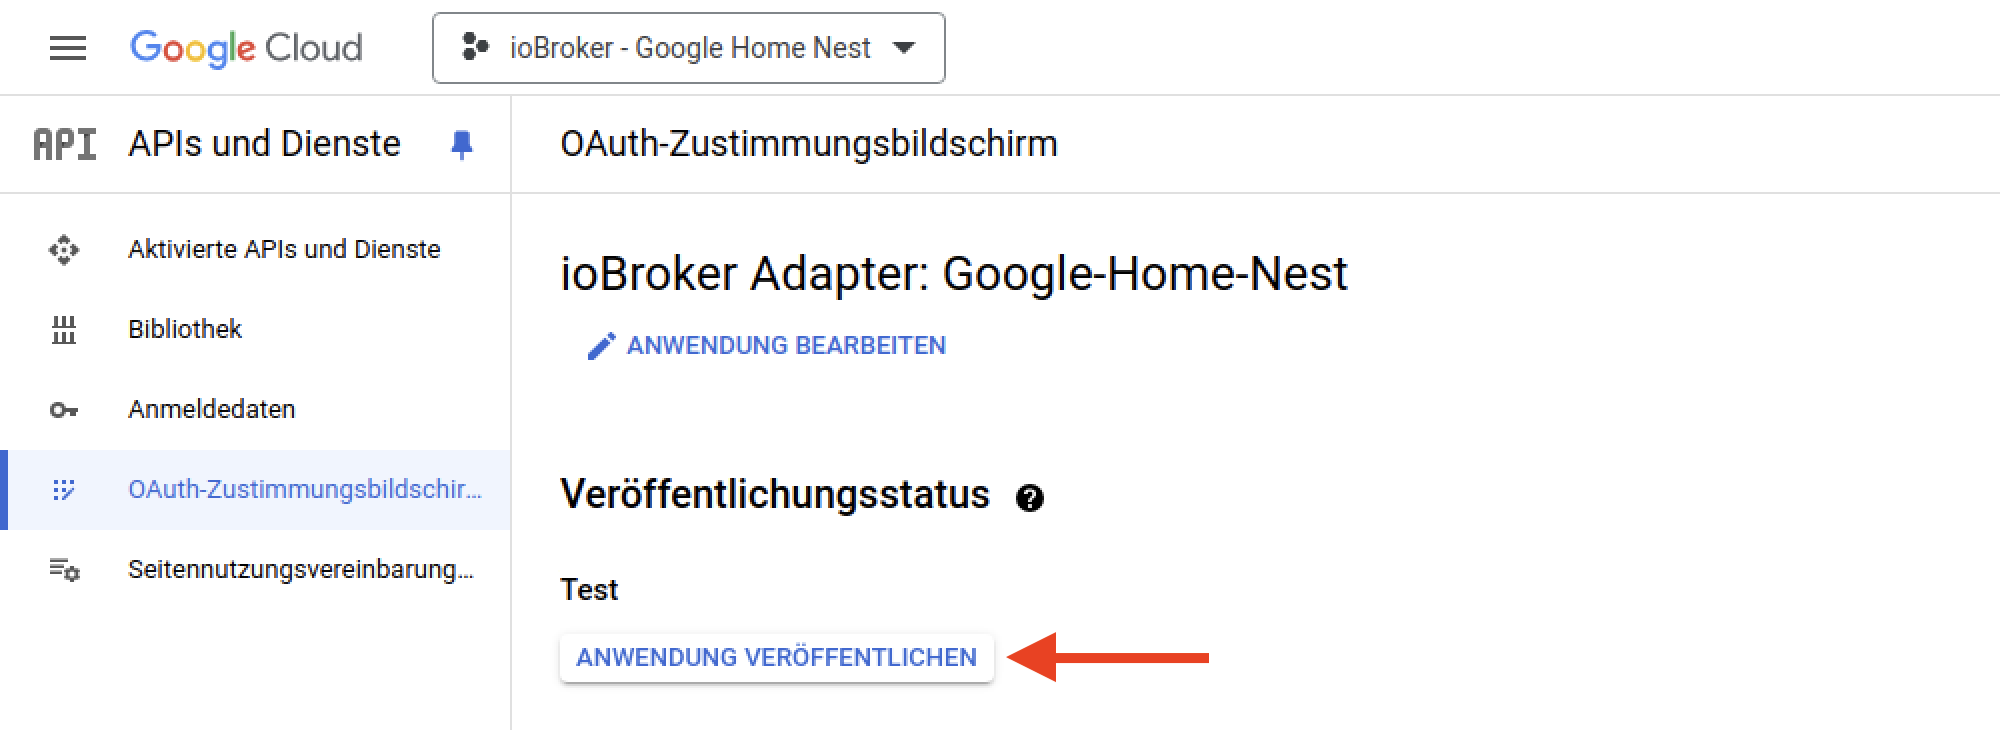 Google Cloud
ioBroker - Google Home Nest
API
APIs und Dienste
OAuth-Zustimmungsbildschirm
Aktivierte APIs und Dienste
Bibliothek
Anmeldedaten
OAuth-Zustimmungsbildschir...
Seitennutzungsvereinbarung...
ioBroker Adapter: Google-Home-Nest
ANWENDUNG BEARBEITEN
Veröffentlichungsstatus
Test
ANWENDUNG VERÖFFENTLICHEN